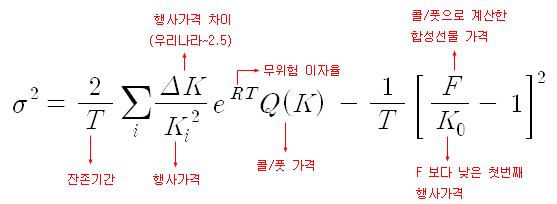 행사가격 차이
(우리나라~2.5)
콜/풋으로 계산한
합성선물 가격
무위험 이자율
σ² = 2/T ∑i ΔK/Ki² e^RT Q(K) − 1/T [ F/K₀ − 1 ]²
잔존기간
행사가격
콜/풋 가격
F 보다 낮은 첫번째
행사가격